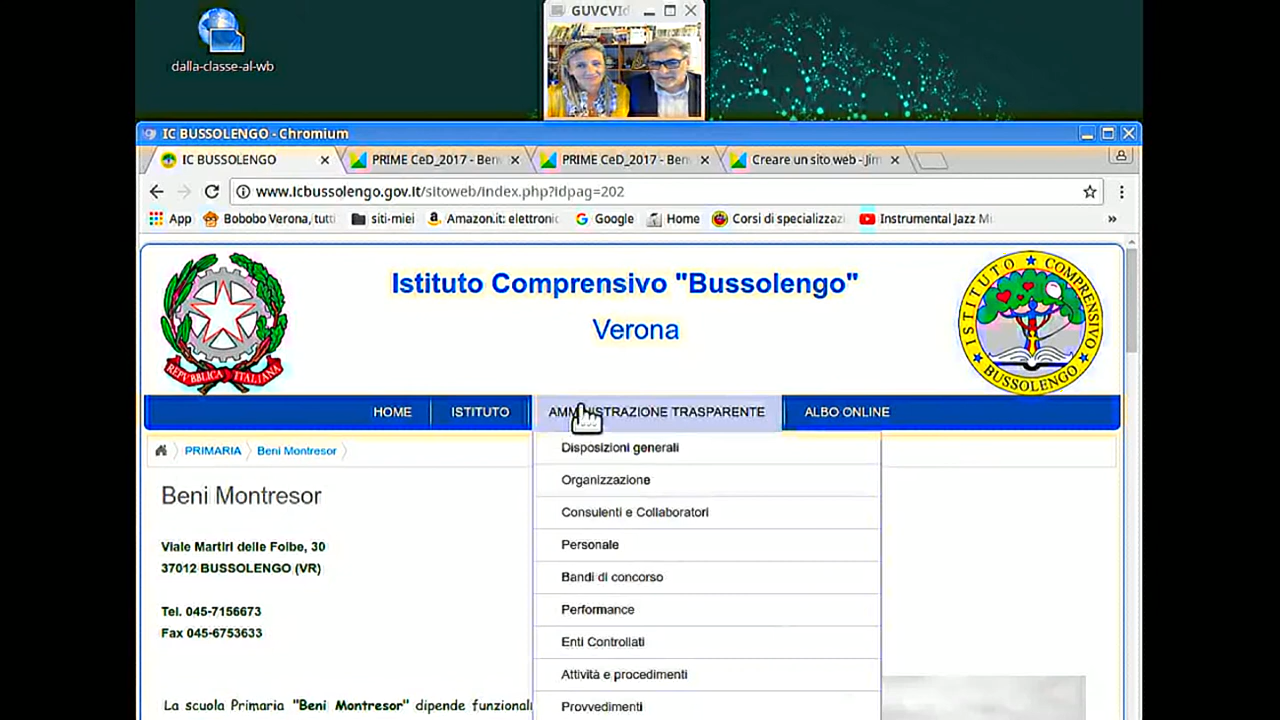 GUVCVid
dalla-classe-al-wb
IC BUSSOLENGO - Chromium
IC BUSSOLENGO
PRIME CeD_2017 - Ben
PRIME CeD_2017 - Ben
Creare un sito web - Jim
www.icbussolengo.gov.it/sitoweb/index.php?idpag=202
App
Bobobo Verona, tutti
siti-miei
Amazon.it: elettronic
Google
Home
Corsi di specializzazi
Instrumental Jazz Mu
»
Istituto Comprensivo "Bussolengo"
Verona
REPVBBLICA ITALIANA
ISTITUTO COMPRENSIVO
BUSSOLENGO
HOME
ISTITUTO
AMMINISTRAZIONE TRASPARENTE
ALBO ONLINE
PRIMARIA
Beni Montresor
Disposizioni generali
Organizzazione
Consulenti e Collaboratori
Personale
Bandi di concorso
Performance
Enti Controllati
Attività e procedimenti
Provvedimenti
Beni Montresor
Viale Martiri delle Foibe, 30
37012 BUSSOLENGO (VR)
Tel. 045-7156673
Fax 045-6753633
La scuola Primaria "Beni Montresor" dipende funzional